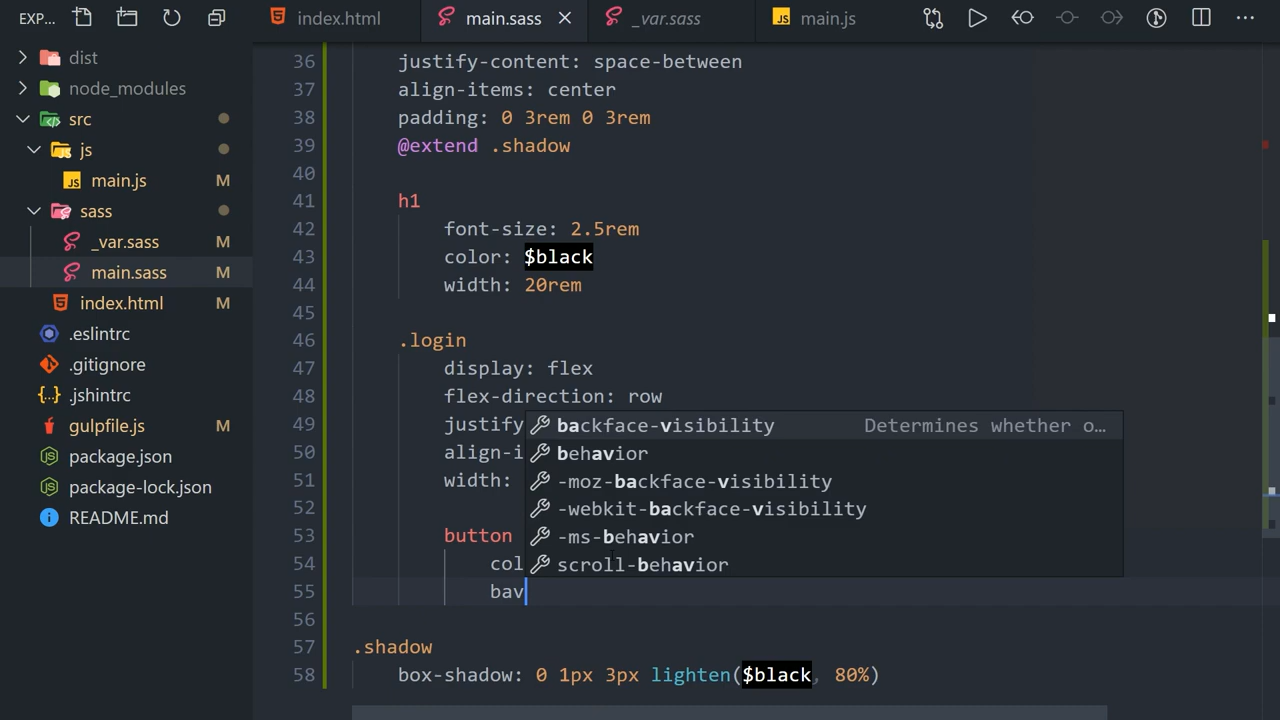 EXP...
index.html
main.sass
_var.sass
JS main.js
dist
node_modules
src
js
JS main.js M
sass
_var.sass M
main.sass M
index.html M
.eslintrc
.gitignore
{..} .jshintrc
gulpfile.js M
package.json
package-lock.json
README.md
36 justify-content: space-between
37 align-items: center
38 padding: 0 3rem 0 3rem
39 @extend .shadow
40
41 h1
42 font-size: 2.5rem
43 color: $black
44 width: 20rem
45
46 .login
47 display: flex
48 flex-direction: row
49 justify
50 align-i
51 width:
52
53 button
54 col
55 bav
56
57 .shadow
58 box-shadow: 0 1px 3px lighten($black, 80%)
backface-visibility Determines whether o...
behavior
-moz-backface-visibility
-webkit-backface-visibility
-ms-behavior
scroll-behavior